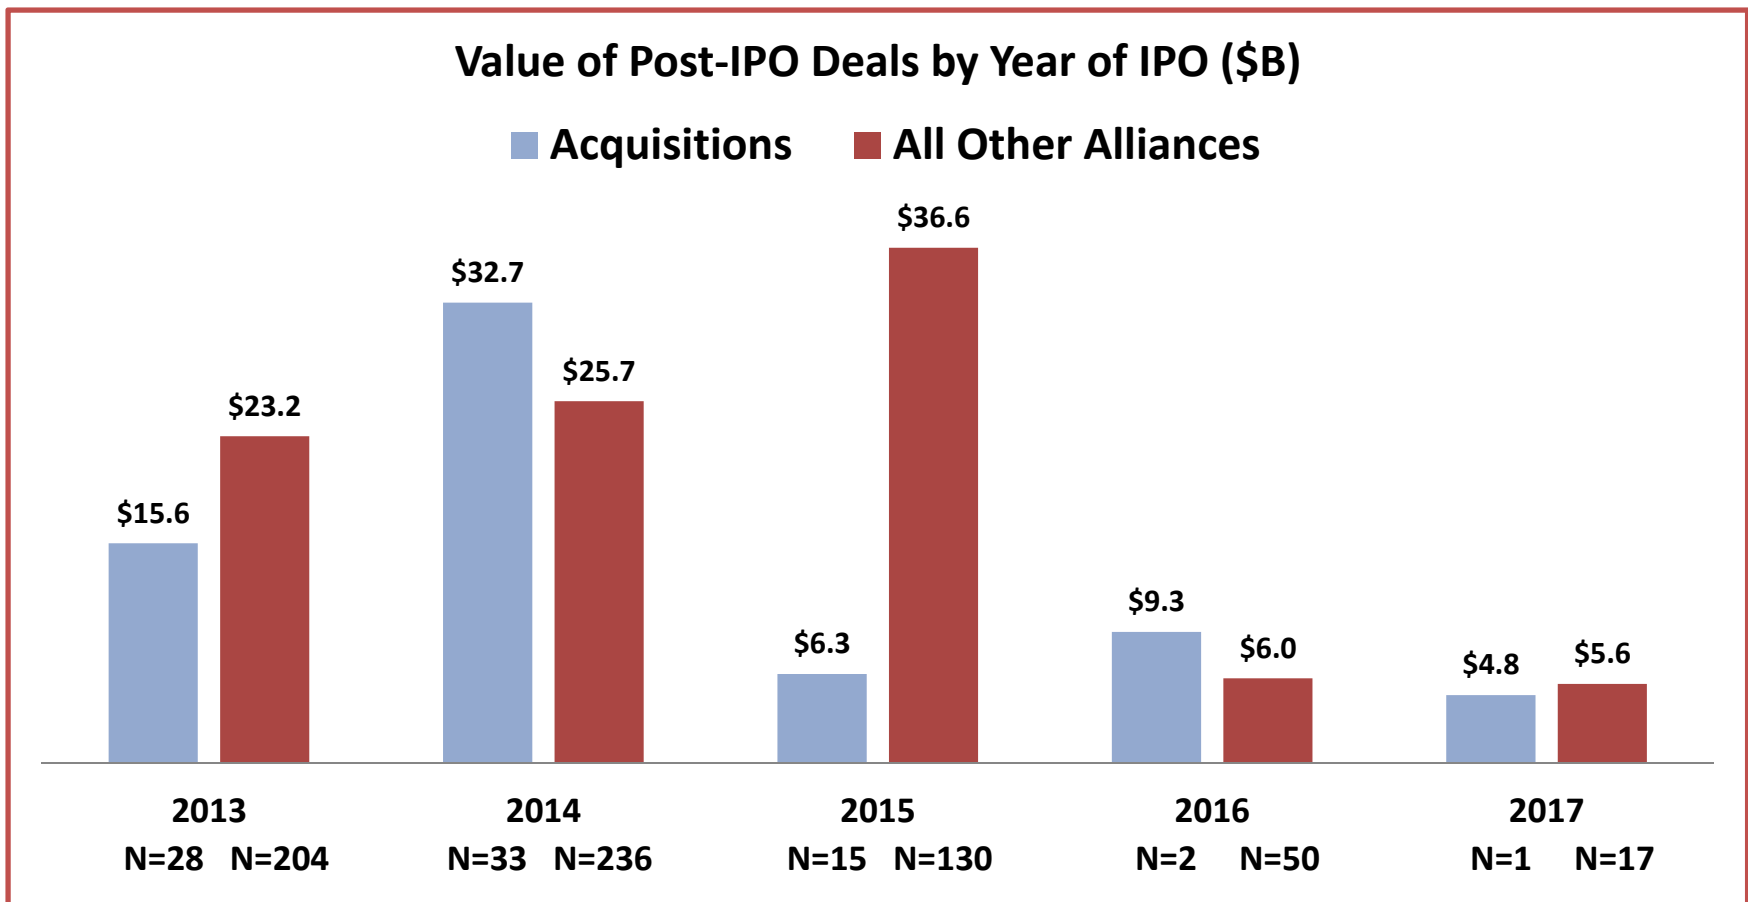 Value of Post-IPO Deals by Year of IPO ($B)
Acquisitions All Other Alliances
$15.6 $23.2 $32.7 $25.7 $6.3 $36.6 $9.3 $6.0 $4.8 $5.6
2013 2014 2015 2016 2017
N=28 N=204 N=33 N=236 N=15 N=130 N=2 N=50 N=1 N=17